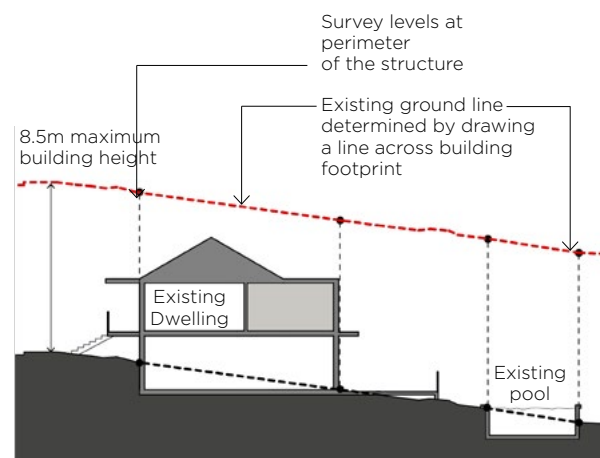 Survey levels at
perimeter
of the structure
Existing ground line
determined by drawing
a line across building
footprint
8.5m maximum
building height
Existing
Dwelling
Existing
pool